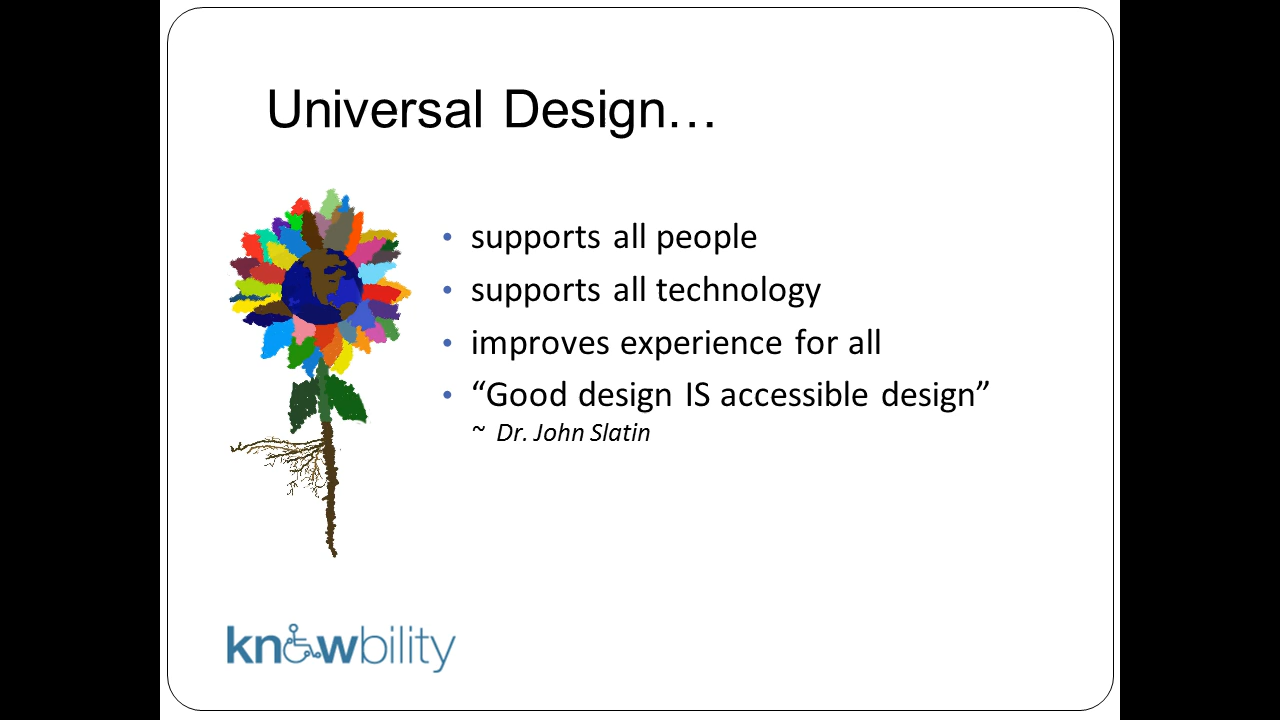 Universal Design…
• supports all people
• supports all technology
• improves experience for all
• “Good design IS accessible design”
~ Dr. John Slatin
knowbility